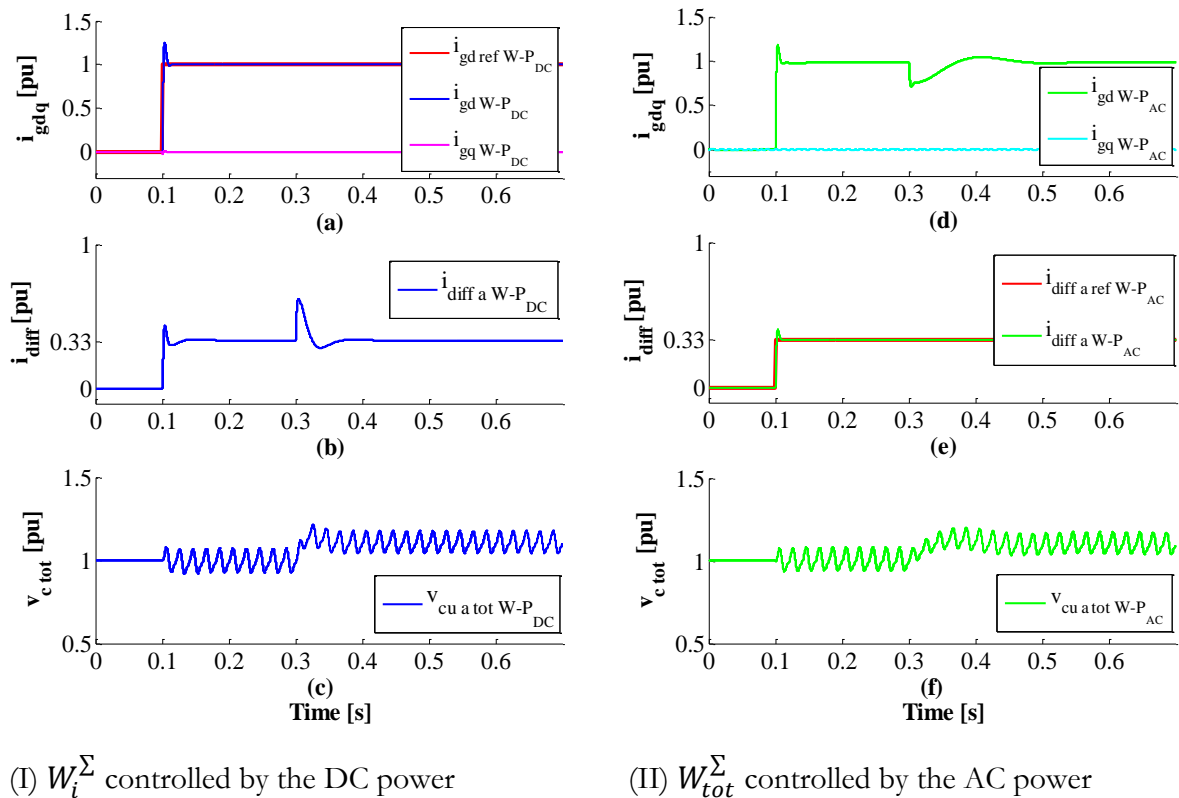 i_gdq [pu]
1.5
1
0.5
0
0 0.1 0.2 0.3 0.4 0.5 0.6
(a)
i_gd ref W-P_DC
i_gd W-P_DC
i_gq W-P_DC
i_diff [pu]
1
0.33
0
0 0.1 0.2 0.3 0.4 0.5 0.6
(b)
i_diff a W-P_DC
v_c tot [pu]
1.5
1
0.5
0 0.1 0.2 0.3 0.4 0.5 0.6
(c)
Time [s]
v_cu a tot W-P_DC
(I) W_i^Σ controlled by the DC power
i_gdq [pu]
1.5
1
0.5
0
0 0.1 0.2 0.3 0.4 0.5 0.6
(d)
i_gd W-P_AC
i_gq W-P_AC
i_diff [pu]
1
0.33
0
0 0.1 0.2 0.3 0.4 0.5 0.6
(e)
i_diff a ref W-P_AC
i_diff a W-P_AC
v_c tot [pu]
1.5
1
0.5
0 0.1 0.2 0.3 0.4 0.5 0.6
(f)
Time [s]
v_cu a tot W-P_AC
(II) W_tot^Σ controlled by the AC power